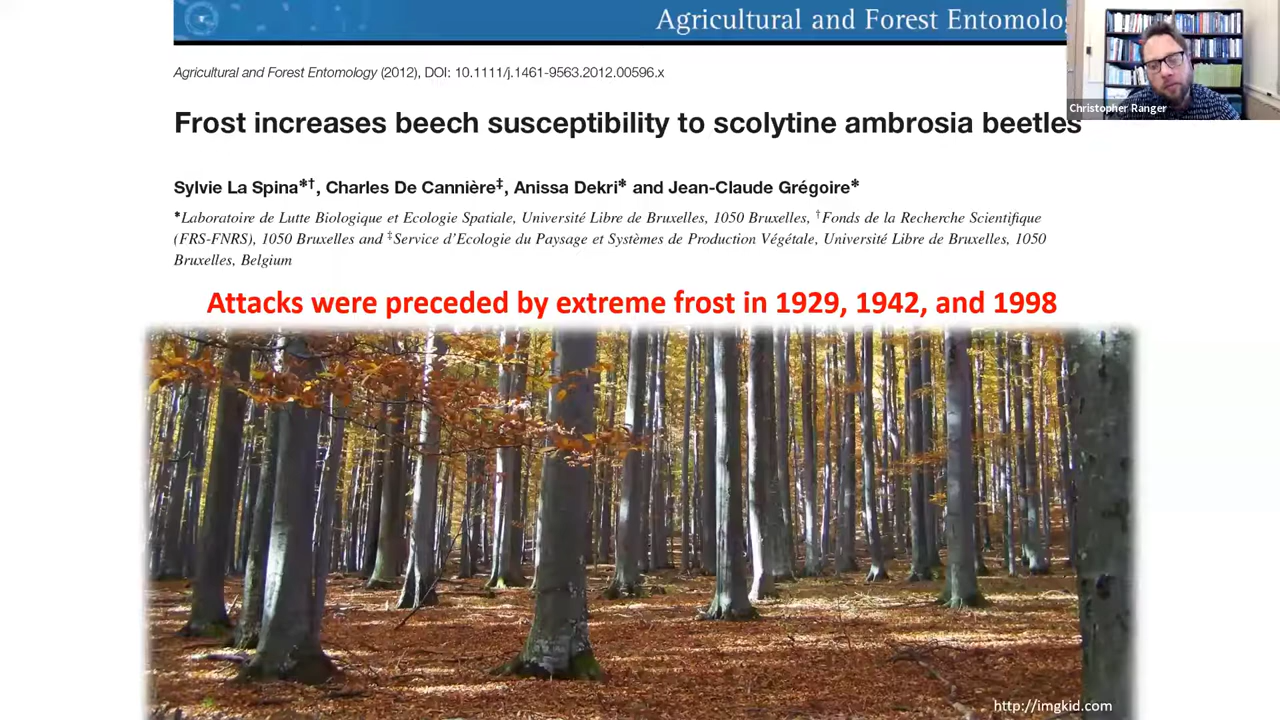 Agricultural and Forest Entomolog
Christopher Ranger
Agricultural and Forest Entomology (2012), DOI: 10.1111/j.1461-9563.2012.00596.x
Frost increases beech susceptibility to scolytine ambrosia beetles
Sylvie La Spina*†, Charles De Cannière‡, Anissa Dekri* and Jean-Claude Grégoire*
*Laboratoire de Lutte Biologique et Ecologie Spatiale, Université Libre de Bruxelles, 1050 Bruxelles, †Fonds de la Recherche Scientifique
(FRS-FNRS), 1050 Bruxelles and ‡Service d'Ecologie du Paysage et Systèmes de Production Végétale, Université Libre de Bruxelles, 1050
Bruxelles, Belgium
Attacks were preceded by extreme frost in 1929, 1942, and 1998
http://imgkid.com